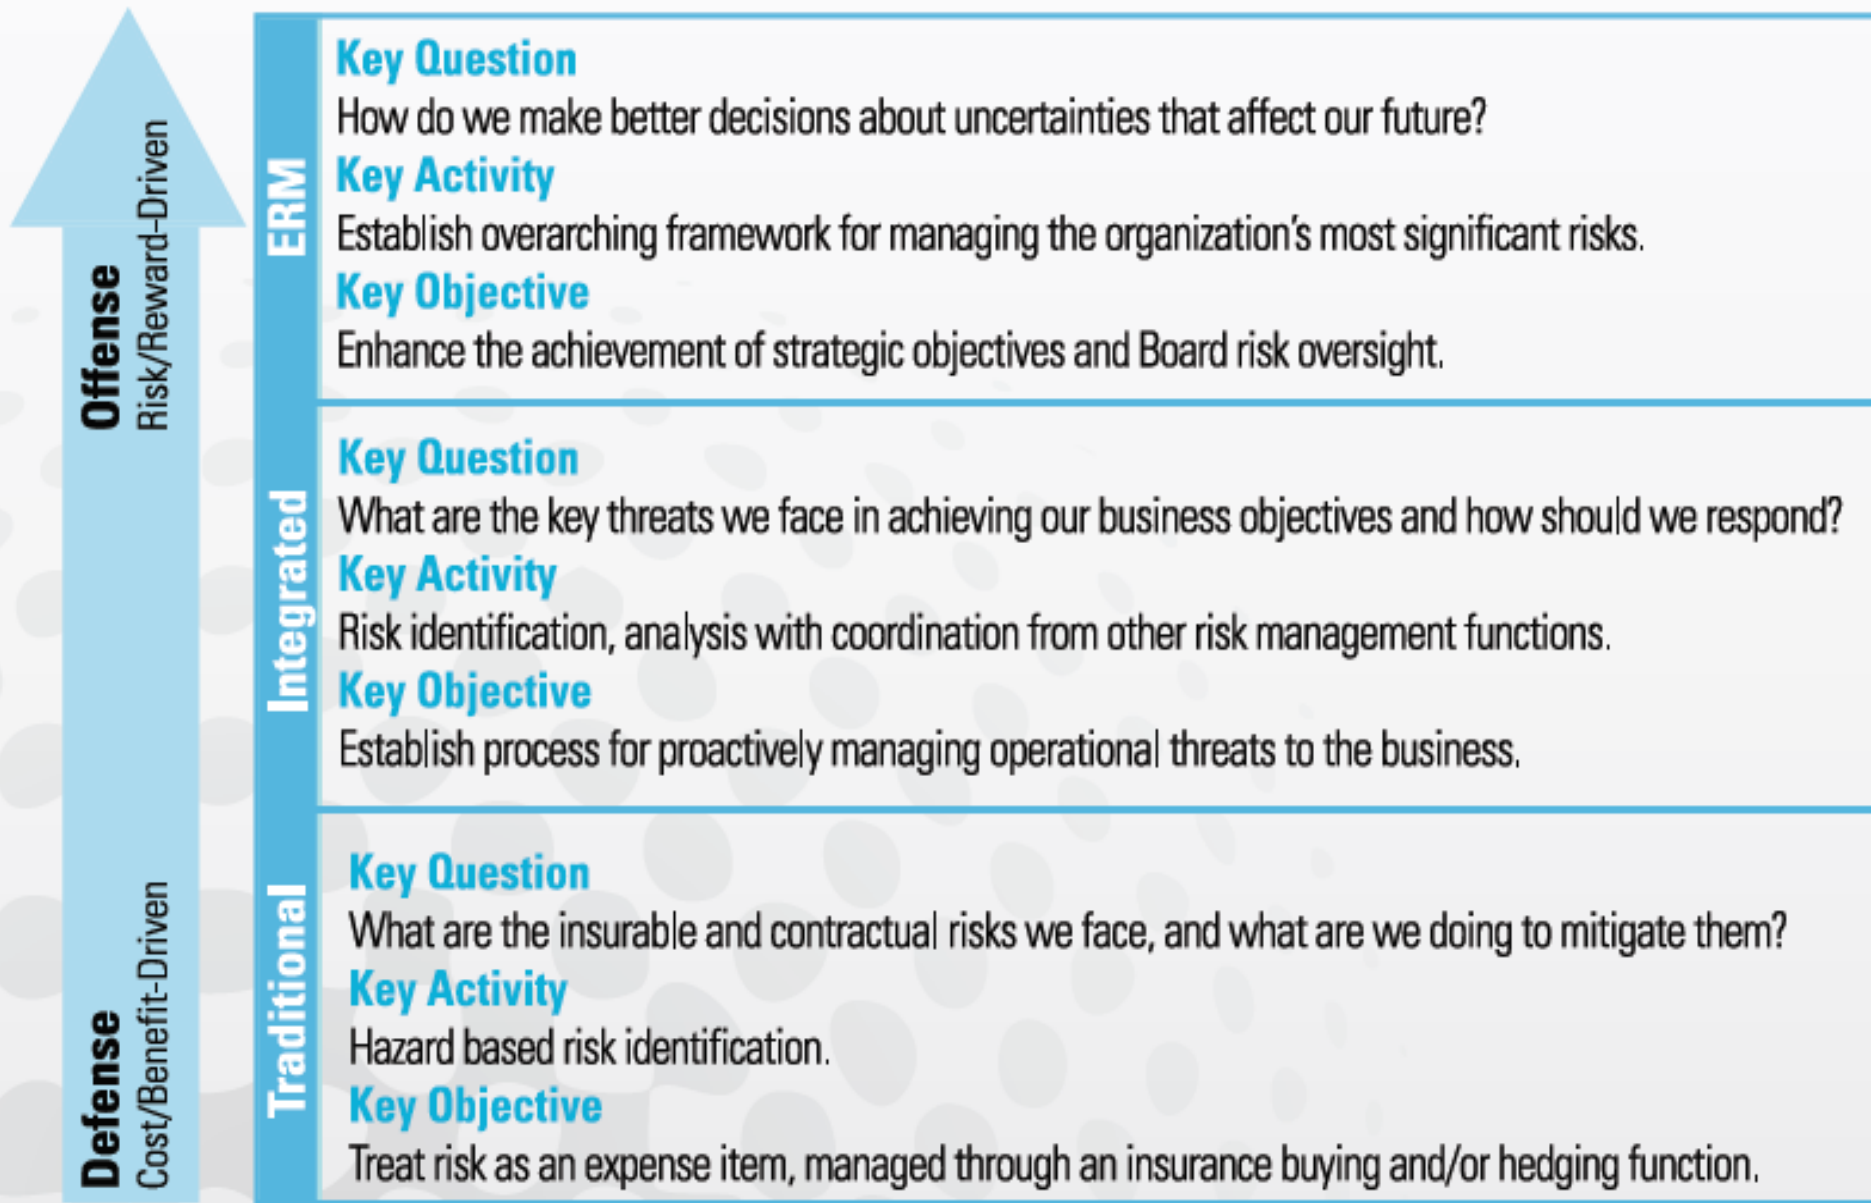 Offense
Risk/Reward-Driven
Defense
Cost/Benefit-Driven
ERM
Key Question
How do we make better decisions about uncertainties that affect our future?
Key Activity
Establish overarching framework for managing the organization's most significant risks.
Key Objective
Enhance the achievement of strategic objectives and Board risk oversight.
Integrated
Key Question
What are the key threats we face in achieving our business objectives and how should we respond?
Key Activity
Risk identification, analysis with coordination from other risk management functions.
Key Objective
Establish process for proactively managing operational threats to the business.
Traditional
Key Question
What are the insurable and contractual risks we face, and what are we doing to mitigate them?
Key Activity
Hazard based risk identification.
Key Objective
Treat risk as an expense item, managed through an insurance buying and/or hedging function.